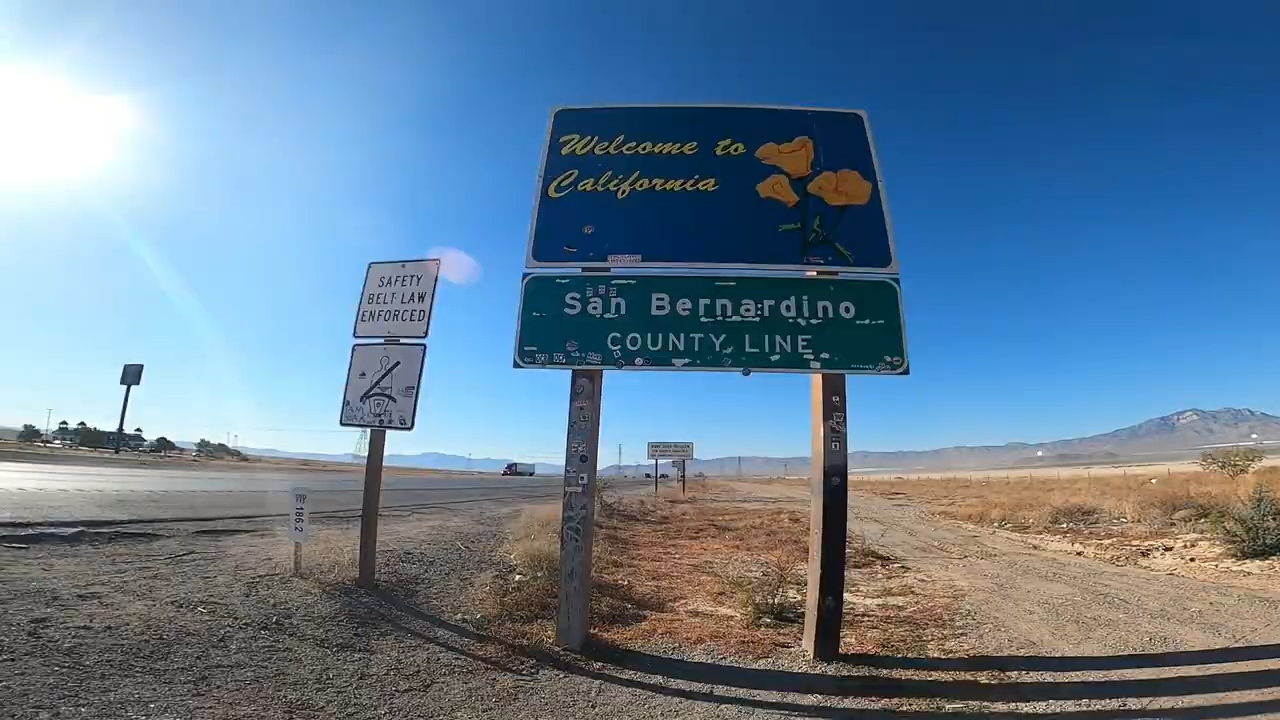 Welcome to
California
San Bernardino
COUNTY LINE
SAFETY
BELT LAW
ENFORCED
186.2